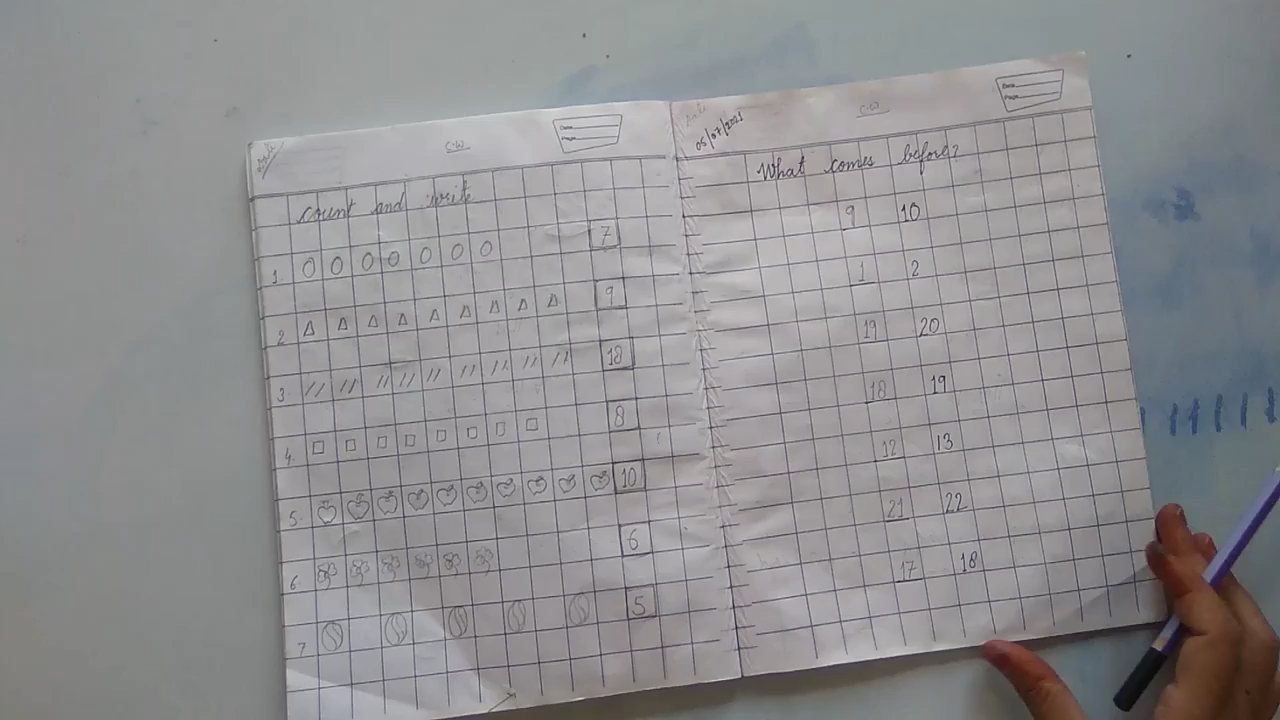 C.W
Date
Page
Count and write
1. 7
2 9
3. 18
4. 8
5. 10
6. 6
7 5
05/07/2021
C.W
Date
Page
What comes before?
9 10
1 2
19 20
18 19
12 13
21 22
17 18